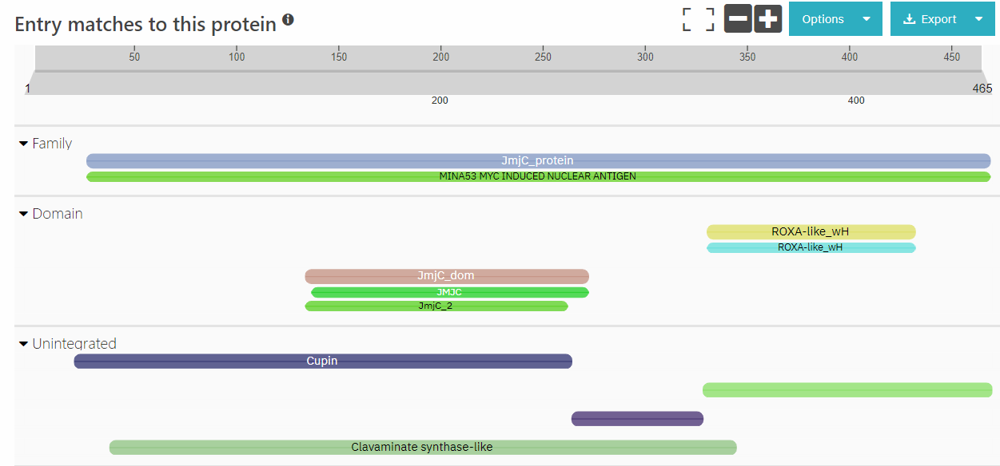 Entry matches to this protein i
Options
Export
50 100 150 200 250 300 350 400 450
1 465
200 400
Family
JmjC_protein
MINA53 MYC INDUCED NUCLEAR ANTIGEN
Domain
ROXA-like_wH
ROXA-like_wH
JmjC_dom
JMJC
JmjC_2
Unintegrated
Cupin
Clavaminate synthase-like